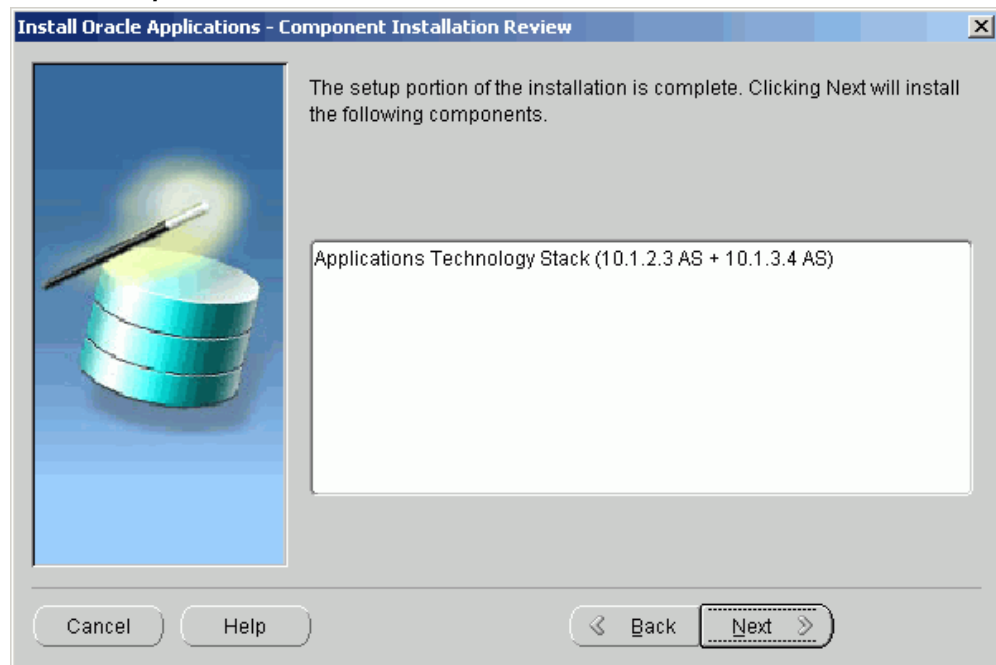 Install Oracle Applications - Component Installation Review
The setup portion of the installation is complete. Clicking Next will install
the following components.
Applications Technology Stack (10.1.2.3 AS + 10.1.3.4 AS)
Cancel
Help
Back
Next